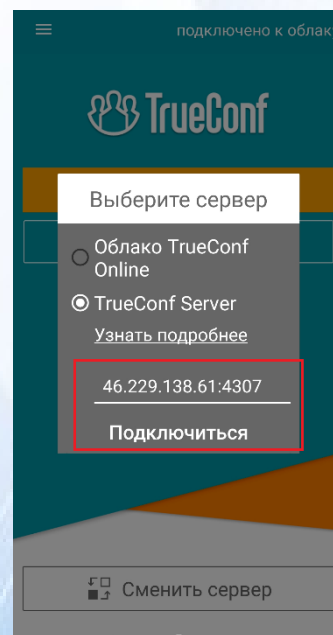 подключено к облак
TrueConf
Выберите сервер
Облако TrueConf
Online
TrueConf Server
Узнать подробнее
46.229.138.61:4307
Подключиться
Сменить сервер